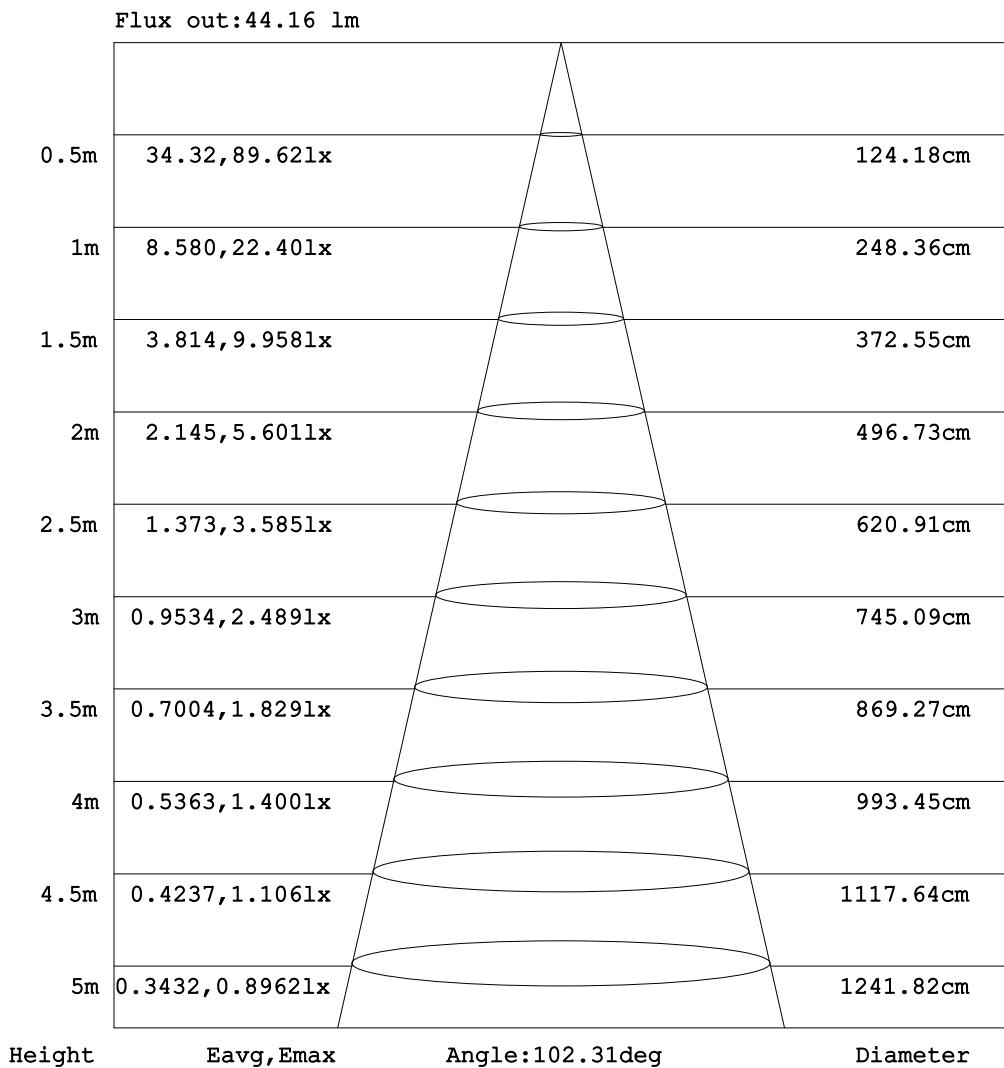 Flux out:44.16 lm
0.5m 34.32,89.62lx 124.18cm
1m 8.580,22.40lx 248.36cm
1.5m 3.814,9.958lx 372.55cm
2m 2.145,5.601lx 496.73cm
2.5m 1.373,3.585lx 620.91cm
3m 0.9534,2.489lx 745.09cm
3.5m 0.7004,1.829lx 869.27cm
4m 0.5363,1.400lx 993.45cm
4.5m 0.4237,1.106lx 1117.64cm
5m 0.3432,0.8962lx 1241.82cm
Height Eavg,Emax Angle:102.31deg Diameter